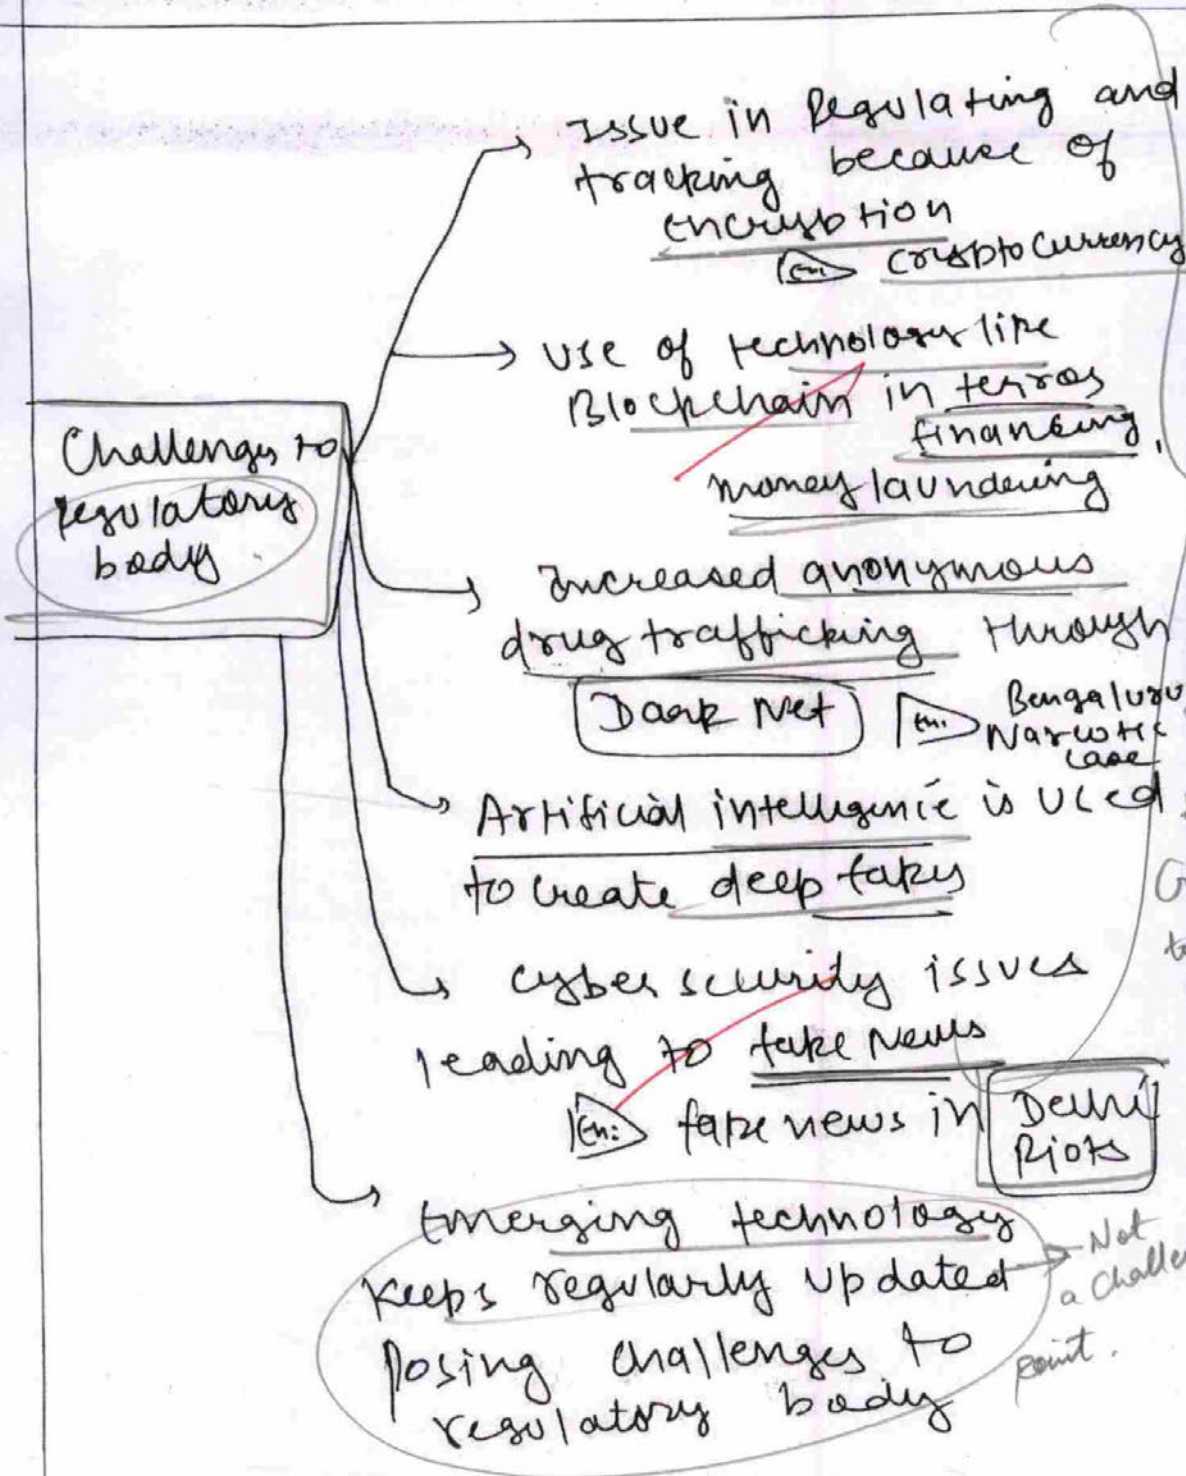 Issue in Regulating and
tracking because of
encryption
Ex: cryptocurrency
Use of technology like
Blockchain in terror
financing,
money laundering
Challenges to
regulatory
body.
Increased anonymous
drug trafficking through
Dark Net Ex: Bengaluru
Narcotic
case
Artificial intelligence is used
to create deep fakes
cyber security issues
leading to fake News
Ex: fake news in Delhi
Riots
Emerging technology
keeps regularly updated
posing challenges to
regulatory body
Not
a Challe
point.